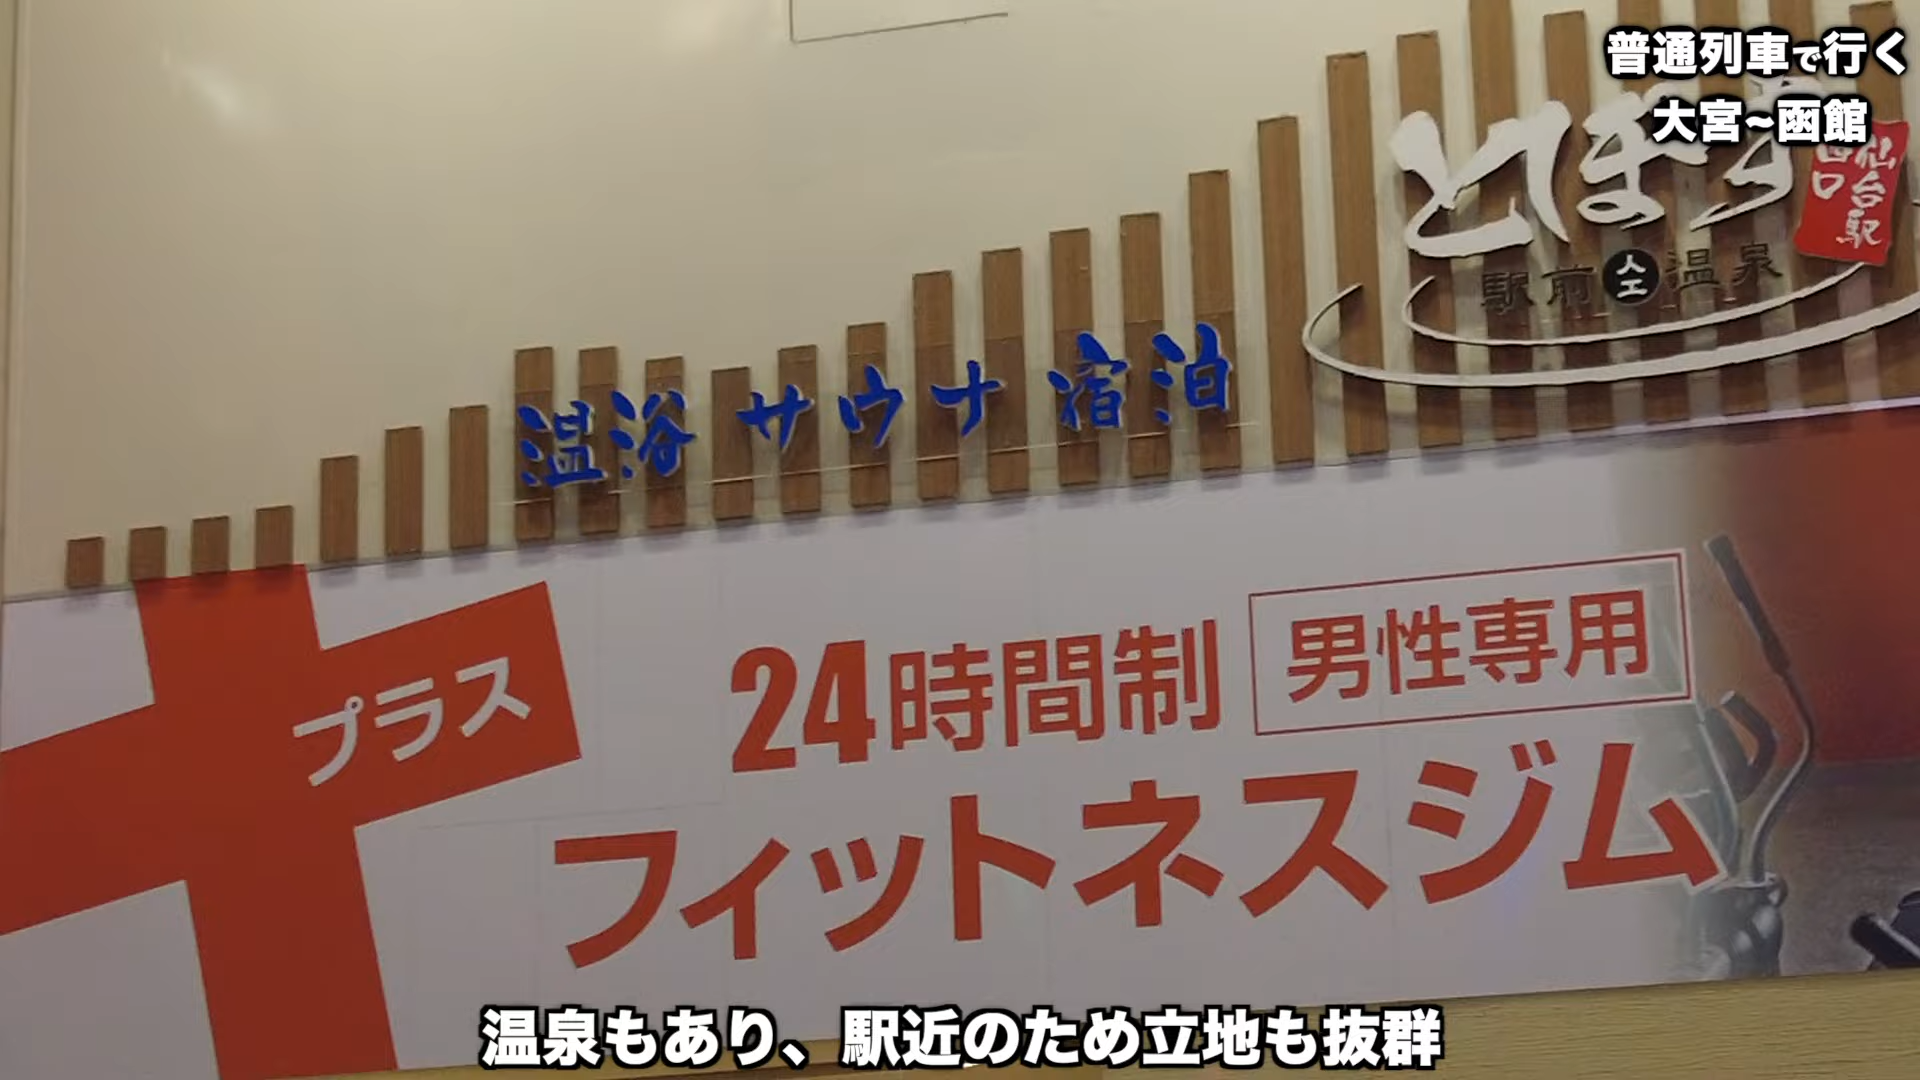 普通列車で行く
大宮~函館
とぽす
仙台駅
西口
駅前人工温泉
温浴 サウナ 宿泊
プラス
24時間制 男性専用
フィットネスジム
温泉もあり、駅近のため立地も抜群